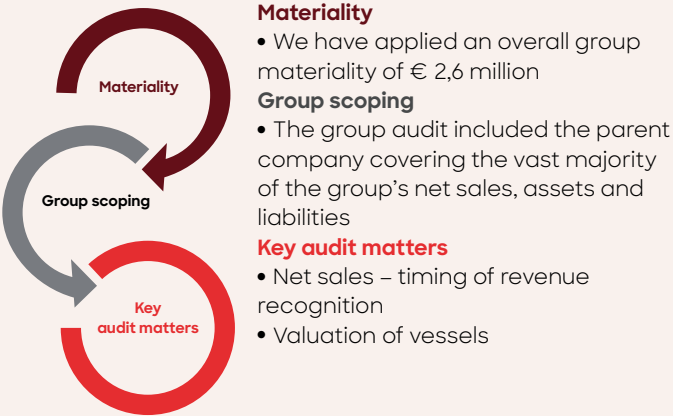 Materiality
Group scoping
Key
audit matters
Materiality
• We have applied an overall group
materiality of € 2,6 million
Group scoping
• The group audit included the parent
company covering the vast majority
of the group's net sales, assets and
liabilities
Key audit matters
• Net sales – timing of revenue
recognition
• Valuation of vessels